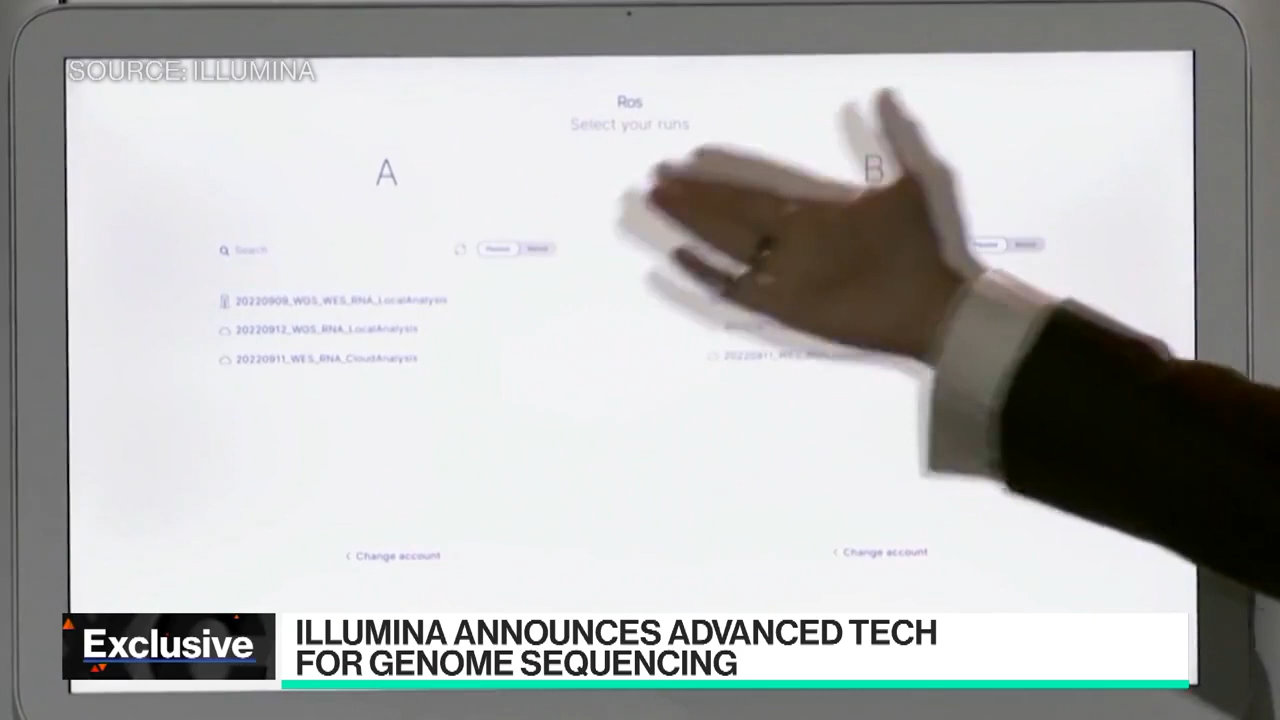 SOURCE: ILLUMINA
Ros
Select your runs
A
B
Search
20220909_WGS_WES_RNA_LocalAnalysis
20220912_WGS_RNA_LocalAnalysis
20220911_WES_RNA_CloudAnalysis
20220911_
Change account
Change account
Exclusive
ILLUMINA ANNOUNCES ADVANCED TECH
FOR GENOME SEQUENCING